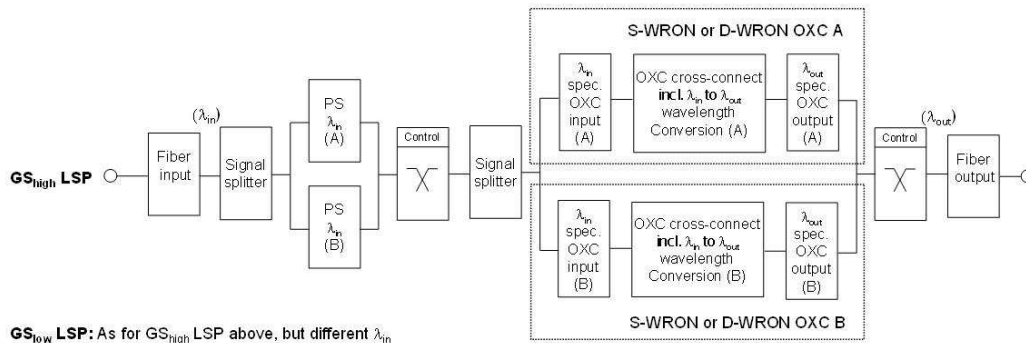 S-WRON or D-WRON OXC A
λin
spec.
OXC
input
(A)
OXC cross-connect
incl. λin to λout
wavelength
Conversion (A)
λout
spec.
OXC
output
(A)
PS
λin
(A)
(λin)
Fiber
input
Signal
splitter
Control
Signal
splitter
Control
(λout)
Fiber
output
GShigh LSP
PS
λin
(B)
λin
spec.
OXC
input
(B)
OXC cross-connect
incl. λin to λout
wavelength
Conversion (B)
λout
spec.
OXC
output
(B)
S-WRON or D-WRON OXC B
GSlow LSP: As for GShigh LSP above, but different λin